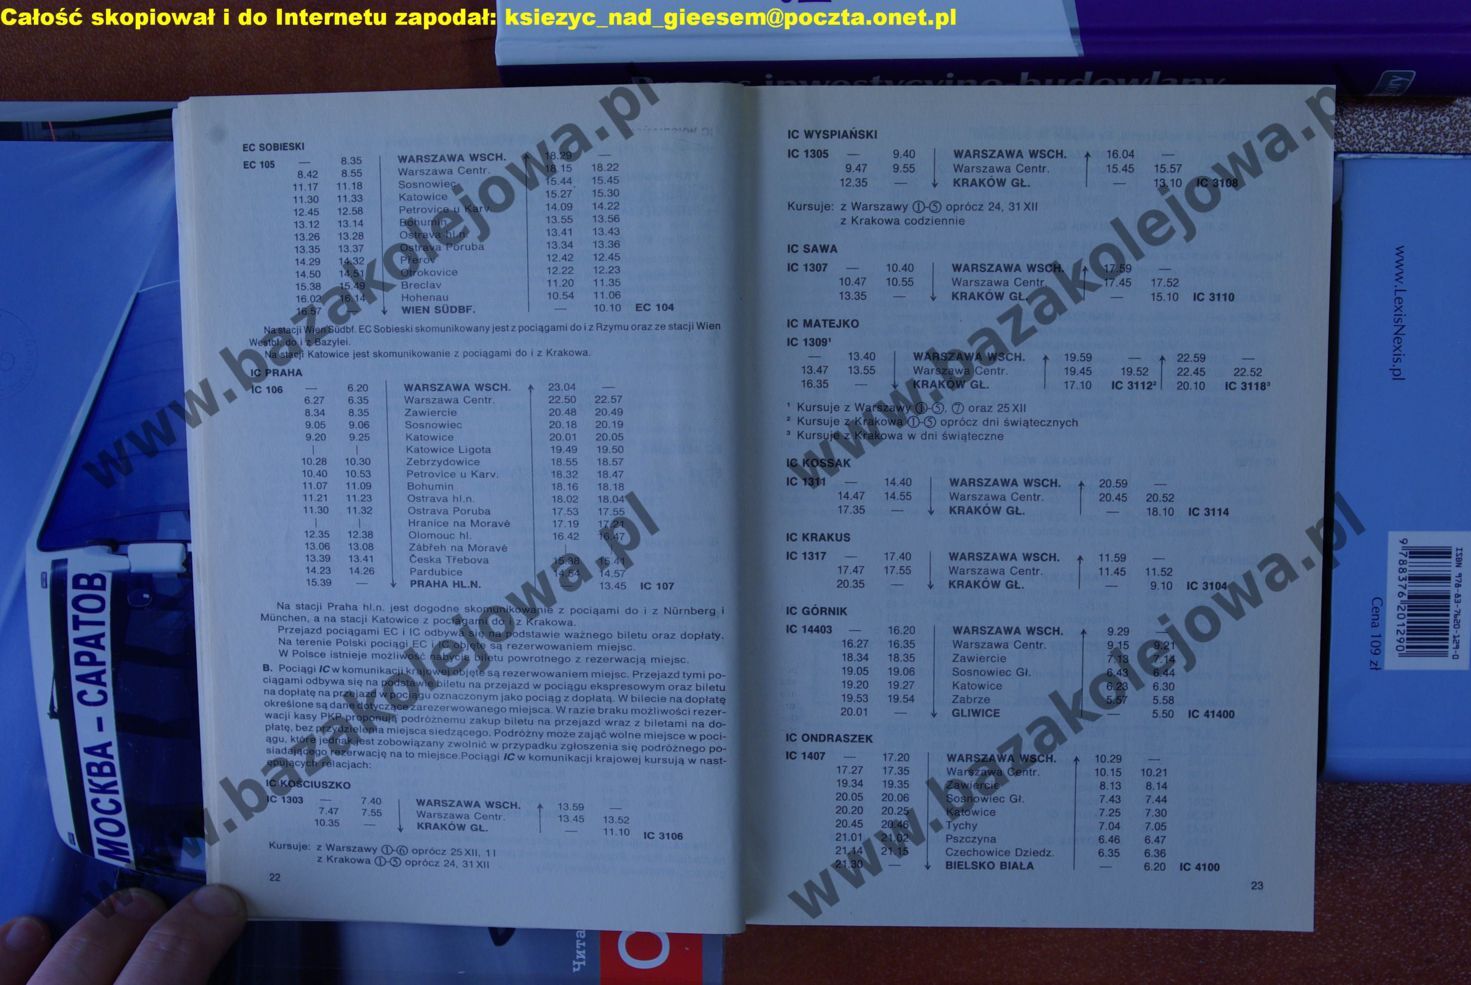 Całość skopiował i do Internetu zapodał: ksiezyc_nad_gieesem@poczta.onet.pl
EC SOBIESKI
EC 105 — 8.35 WARSZAWA WSCH. 18.29 —
8.42 8.55 Warszawa Centr. 18.15 18.22
11.17 11.18 Sosnowiec 15.44 15.45
11.30 11.33 Katowice 15.27 15.30
12.45 12.58 Petrovice u Karv. 14.09 14.22
13.12 13.14 Bohumin 13.55 13.56
13.26 13.28 Ostrava hl.n. 13.41 13.43
13.35 13.37 Ostrava Poruba 13.34 13.36
14.29 14.32 Přerov 12.42 12.45
14.50 14.51 Otrokovice 12.22 12.23
15.38 15.49 Breclav 11.20 11.35
16.02 16.14 Hohenau 10.54 11.06
16.57 — WIEN SÜDBF. — 10.10 EC 104
Na stacji Wien Südbf. EC Sobieski skomunikowany jest z pociągami do i z Rzymu oraz ze stacji Wien
Westbf. do i z Bazylei.
Na stacji Katowice jest skomunikowanie z pociągami do i z Krakowa.
IC PRAHA
IC 106 — 6.20 WARSZAWA WSCH. 23.04 —
6.27 6.35 Warszawa Centr. 22.50 22.57
8.34 8.35 Zawiercie 20.48 20.49
9.05 9.06 Sosnowiec 20.18 20.19
9.20 9.25 Katowice 20.01 20.05
| | Katowice Ligota 19.49 19.50
10.28 10.30 Zebrzydowice 18.55 18.57
10.40 10.53 Petrovice u Karv. 18.32 18.47
11.07 11.09 Bohumin 18.16 18.18
11.21 11.23 Ostrava hl.n. 18.02 18.04
11.30 11.32 Ostrava Poruba 17.53 17.55
| | Hranice na Moravě 17.19 17.21
12.35 12.38 Olomouc hl. 16.42 16.47
13.06 13.08 Zábřeh na Moravě | |
13.39 13.41 Česka Třebova 15.38 15.41
14.23 14.26 Pardubice 14.54 14.57
15.39 — PRAHA HL.N. — 13.45 IC 107
Na stacji Praha hl.n. jest dogodne skomunikowanie z pociąami do i z Nürnberg i
München, a na stacji Katowice z pociągami do i z Krakowa.
Przejazd pociągami EC i IC odbywa się na podstawie ważnego biletu oraz dopłaty.
Na terenie Polski pociągi EC i IC objęte są rezerwowaniem miejsc.
W Polsce istnieje możliwość nabycia biletu powrotnego z rezerwacją miejsc.
B. Pociągi IC w komunikacji krajowej objęte są rezerwowaniem miejsc. Przejazd tymi po-
ciągami odbywa się na podstawie biletu na przejazd w pociągu ekspresowym oraz biletu
na dopłatę na przejazd w pociągu oznaczonym jako pociąg z dopłatą. W bilecie na dopłatę
określone są dane dotyczące zarezerwowanego miejsca. W razie braku możliwości rezer-
wacji kasy PKP proponują podróżnemu zakup biletu na przejazd wraz z biletami na do-
płatę, bez przydzielenia miejsca siedzącego. Podróżny może zająć wolne miejsce w poci-
ągu, które jednak jest zobowiązany zwolnić w przypadku zgłoszenia się podróżnego po-
siadającego rezerwację na to miejsce. Pociągi IC w komunikacji krajowej kursują w nast-
ępujących relacjach:
IC KOŚCIUSZKO
IC 1303 — 7.40 WARSZAWA WSCH. 13.59 —
7.47 7.55 Warszawa Centr. 13.45 13.52
10.35 — KRAKÓW GŁ. — 11.10 IC 3106
Kursuje: z Warszawy ①-⑥ oprócz 25 XII, 1 I
z Krakowa ①-⑤ oprócz 24, 31 XII
22
IC WYSPIAŃSKI
IC 1305 — 9.40 WARSZAWA WSCH. 16.04 —
9.47 9.55 Warszawa Centr. 15.45 15.57
12.35 — KRAKÓW GŁ. — 13.10 IC 3108
Kursuje: z Warszawy ①-⑤ oprócz 24, 31 XII
z Krakowa codziennie
IC SAWA
IC 1307 — 10.40 WARSZAWA WSCH. 17.59 —
10.47 10.55 Warszawa Centr. 17.45 17.52
13.35 — KRAKÓW GŁ. — 15.10 IC 3110
IC MATEJKO
IC 1309¹
— 13.40 WARSZAWA WSCH. 19.59 — 22.59 —
13.47 13.55 Warszawa Centr. 19.45 19.52 22.45 22.52
16.35 — KRAKÓW GŁ. 17.10 IC 3112² 20.10 IC 3118³
¹ Kursuje z Warszawy ①-⑤, ⑦ oraz 25 XII
² Kursuje z Krakowa ①-⑤ oprócz dni świątecznych
³ Kursuje z Krakowa w dni świąteczne
IC KOSSAK
IC 1311 — 14.40 WARSZAWA WSCH. 20.59 —
14.47 14.55 Warszawa Centr. 20.45 20.52
17.35 — KRAKÓW GŁ. — 18.10 IC 3114
IC KRAKUS
IC 1317 — 17.40 WARSZAWA WSCH. 11.59 —
17.47 17.55 Warszawa Centr. 11.45 11.52
20.35 — KRAKÓW GŁ. — 9.10 IC 3104
IC GÓRNIK
IC 14403 — 16.20 WARSZAWA WSCH. 9.29 —
16.27 16.35 Warszawa Centr. 9.15 9.21
18.34 18.35 Zawiercie 7.13 7.14
19.05 19.06 Sosnowiec Gł. 6.43 6.44
19.20 19.27 Katowice 6.23 6.30
19.53 19.54 Zabrze 5.57 5.58
20.01 — GLIWICE — 5.50 IC 41400
IC ONDRASZEK
IC 1407 — 17.20 WARSZAWA WSCH. 10.29 —
17.27 17.35 Warszawa Centr. 10.15 10.21
19.34 19.35 Zawiercie 8.13 8.14
20.05 20.06 Sosnowiec Gł. 7.43 7.44
20.20 20.25 Katowice 7.25 7.30
20.45 20.46 Tychy 7.04 7.05
21.01 21.02 Pszczyna 6.46 6.47
21.14 21.15 Czechowice Dziedz. 6.35 6.36
21.30 — BIELSKO BIAŁA — 6.20 IC 4100
23
www.bazakolejowa.pl
www.bazakolejowa.pl
www.bazakolejowa.pl
www.bazakolejowa.pl
МОСКВА – САРАТОВ
Чита
www.LexisNexis.pl
Cena 109 zł
ISBN 978-83-7620-129-0
9 788376 201290